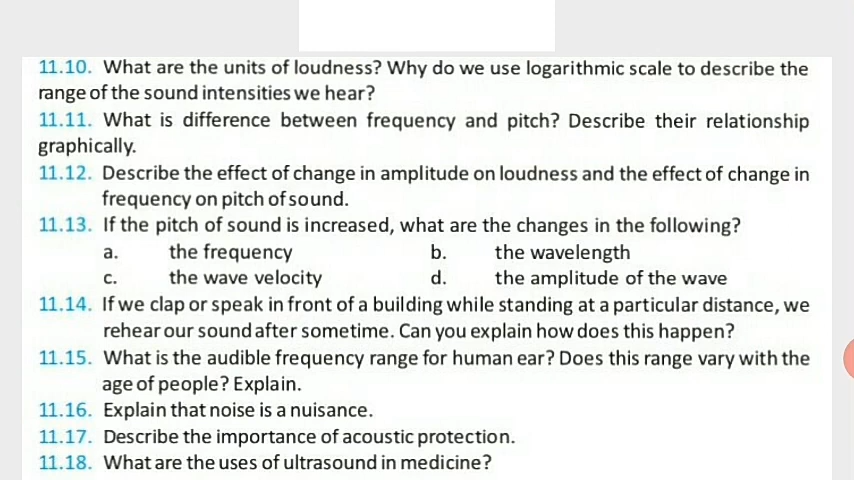 11.10. What are the units of loudness? Why do we use logarithmic scale to describe the
range of the sound intensities we hear?
11.11. What is difference between frequency and pitch? Describe their relationship
graphically.
11.12. Describe the effect of change in amplitude on loudness and the effect of change in
frequency on pitch of sound.
11.13. If the pitch of sound is increased, what are the changes in the following?
a. the frequency b. the wavelength
c. the wave velocity d. the amplitude of the wave
11.14. If we clap or speak in front of a building while standing at a particular distance, we
rehear our sound after sometime. Can you explain how does this happen?
11.15. What is the audible frequency range for human ear? Does this range vary with the
age of people? Explain.
11.16. Explain that noise is a nuisance.
11.17. Describe the importance of acoustic protection.
11.18. What are the uses of ultrasound in medicine?